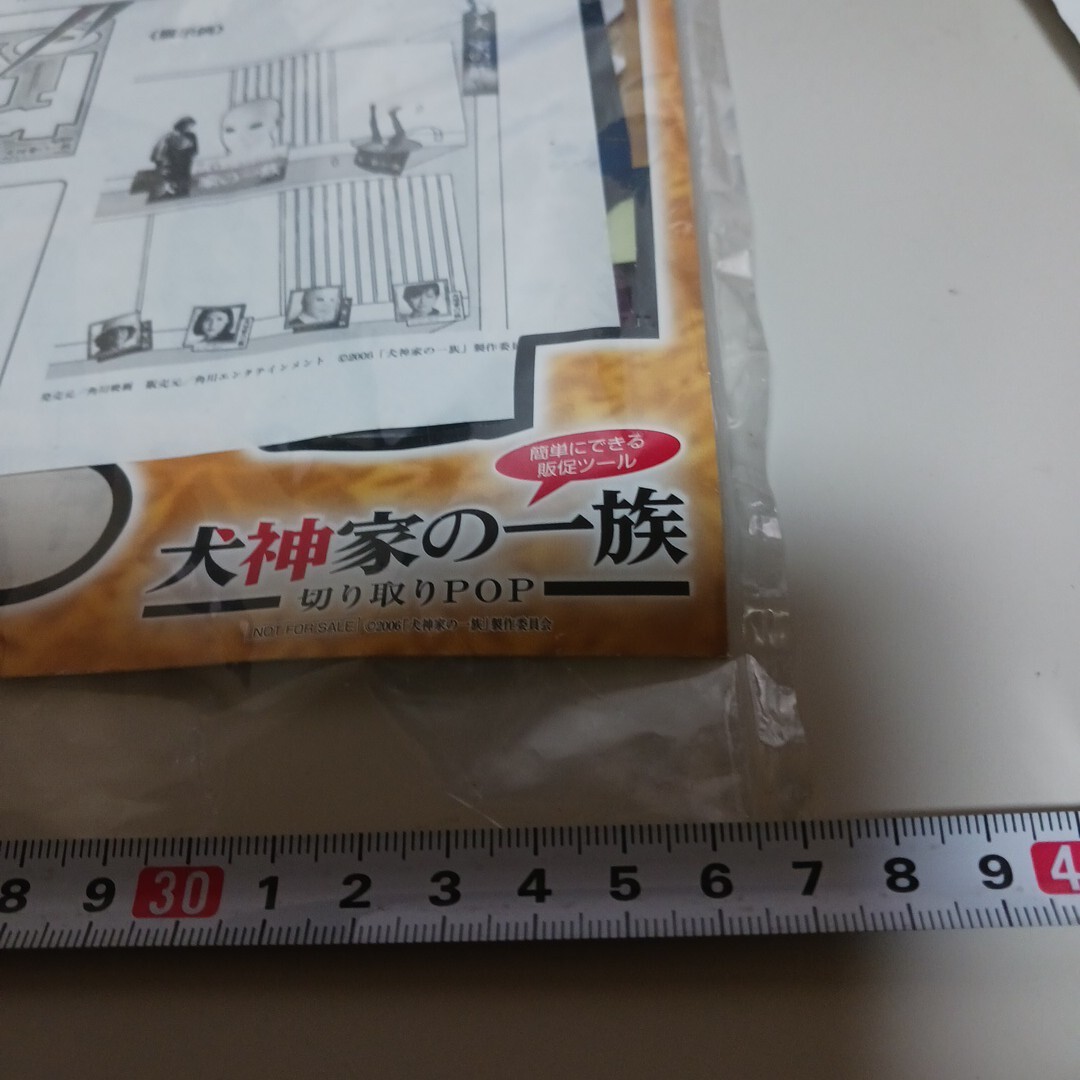 〈展示例〉
発売元/角川映画 販売元/角川エンタテインメント ©2006「犬神家の一族」製作委員
簡単にできる
販促ツール
犬神家の一族
切り取りPOP
NOT FOR SALE ©2006「犬神家の一族」製作委員会
8 9 30 1 2 3 4 5 6 7 8 9 4